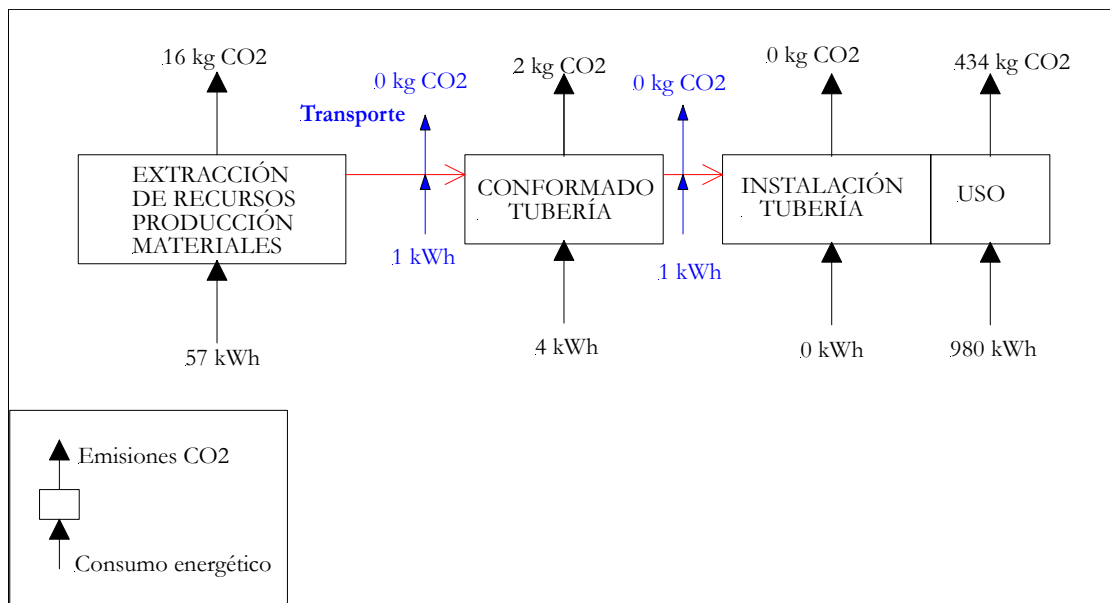 16 kg CO2
0 kg CO2
2 kg CO2
0 kg CO2
0 kg CO2
434 kg CO2
Transporte
EXTRACCIÓN
DE RECURSOS
PRODUCCIÓN
MATERIALES
CONFORMADO
TUBERÍA
INSTALACIÓN
TUBERÍA
USO
1 kWh
1 kWh
57 kWh
4 kWh
0 kWh
980 kWh
Emisiones CO2
Consumo energético